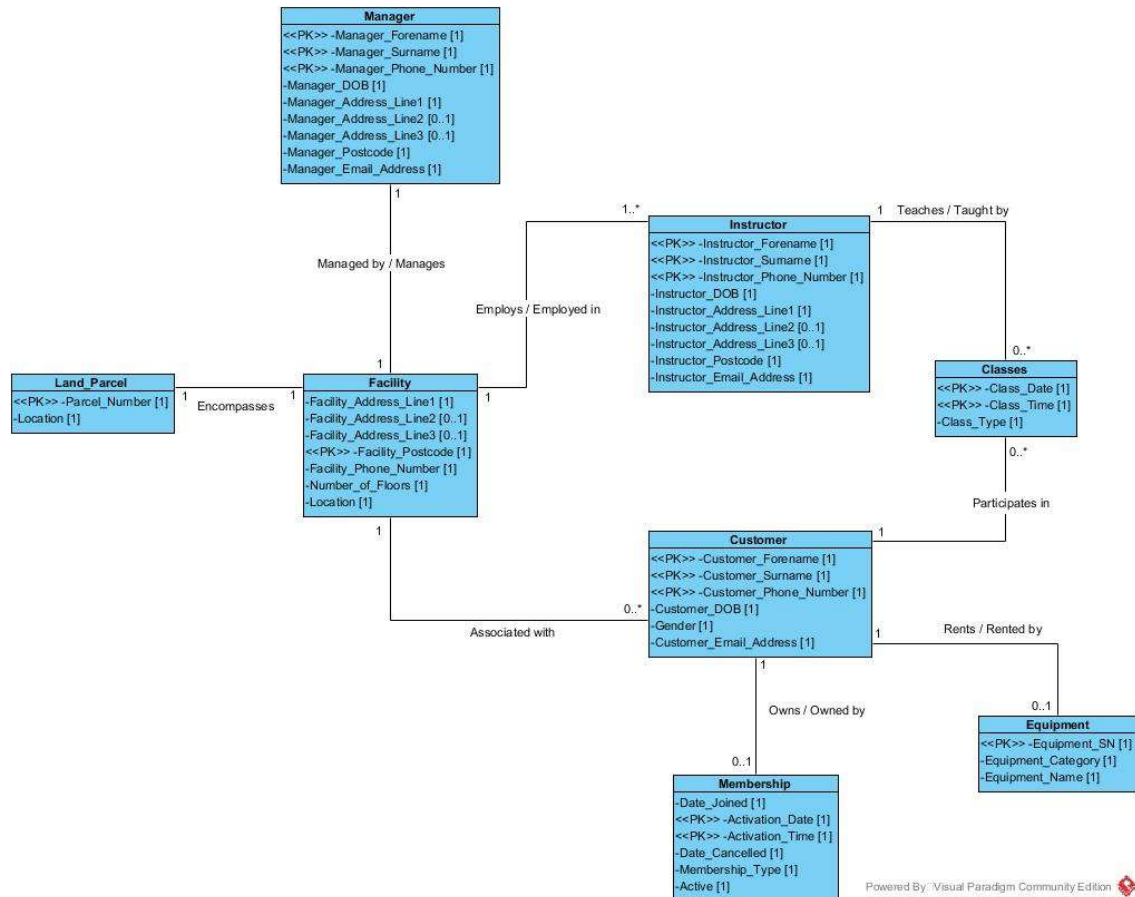 Manager
<<PK>> -Manager_Forename [1]
<<PK>> -Manager_Surname [1]
<<PK>> -Manager_Phone_Number [1]
-Manager_DOB [1]
-Manager_Address_Line1 [1]
-Manager_Address_Line2 [0..1]
-Manager_Address_Line3 [0..1]
-Manager_Postcode [1]
-Manager_Email_Address [1]
1
Managed by / Manages
1
1..*
Employs / Employed in
1
Instructor
<<PK>> -Instructor_Forename [1]
<<PK>> -Instructor_Surname [1]
<<PK>> -Instructor_Phone_Number [1]
-Instructor_DOB [1]
-Instructor_Address_Line1 [1]
-Instructor_Address_Line2 [0..1]
-Instructor_Address_Line3 [0..1]
-Instructor_Postcode [1]
-Instructor_Email_Address [1]
1
Teaches / Taught by
0..*
Land_Parcel
<<PK>> -Parcel_Number [1]
-Location [1]
1
Encompasses
1
Facility
-Facility_Address_Line1 [1]
-Facility_Address_Line2 [0..1]
-Facility_Address_Line3 [0..1]
<<PK>> -Facility_Postcode [1]
-Facility_Phone_Number [1]
-Number_of_Floors [1]
-Location [1]
Classes
<<PK>> -Class_Date [1]
<<PK>> -Class_Time [1]
-Class_Type [1]
0..*
Participates in
1
1
Associated with
0..*
Customer
<<PK>> -Customer_Forename [1]
<<PK>> -Customer_Surname [1]
<<PK>> -Customer_Phone_Number [1]
-Customer_DOB [1]
-Gender [1]
-Customer_Email_Address [1]
1
Rents / Rented by
0..1
1
Owns / Owned by
0..1
Equipment
<<PK>> -Equipment_SN [1]
-Equipment_Category [1]
-Equipment_Name [1]
Membership
-Date_Joined [1]
<<PK>> -Activation_Date [1]
<<PK>> -Activation_Time [1]
-Date_Cancelled [1]
-Membership_Type [1]
-Active [1]
Powered By Visual Paradigm Community Edition